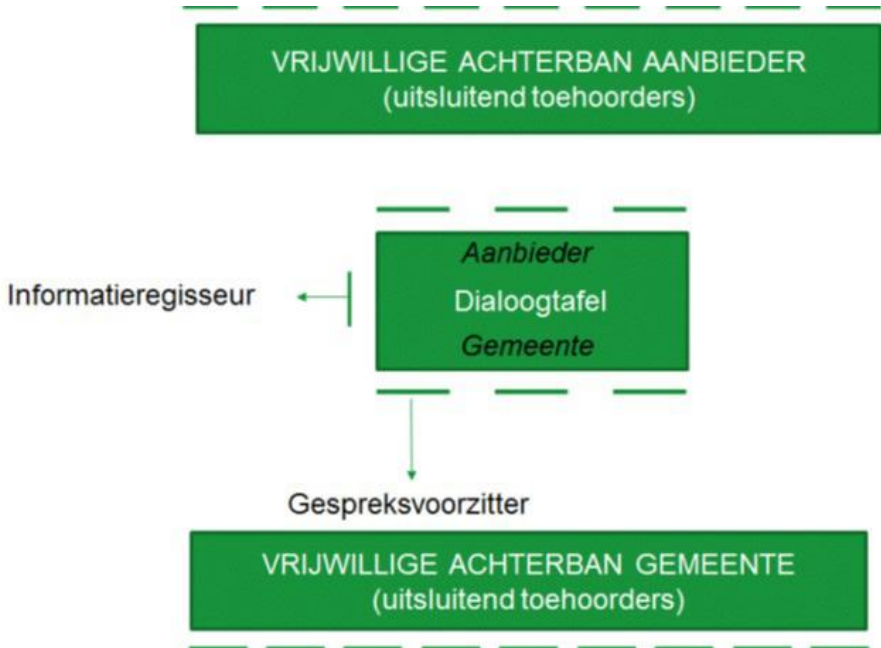 VRIJWILLIGE ACHTERBAN AANBIEDER
(uitsluitend toehoorders)
Aanbieder
Informatieregisseur
Dialoogtafel
Gemeente
Gespreksvoorzitter
VRIJWILLIGE ACHTERBAN GEMEENTE
(uitsluitend toehoorders)